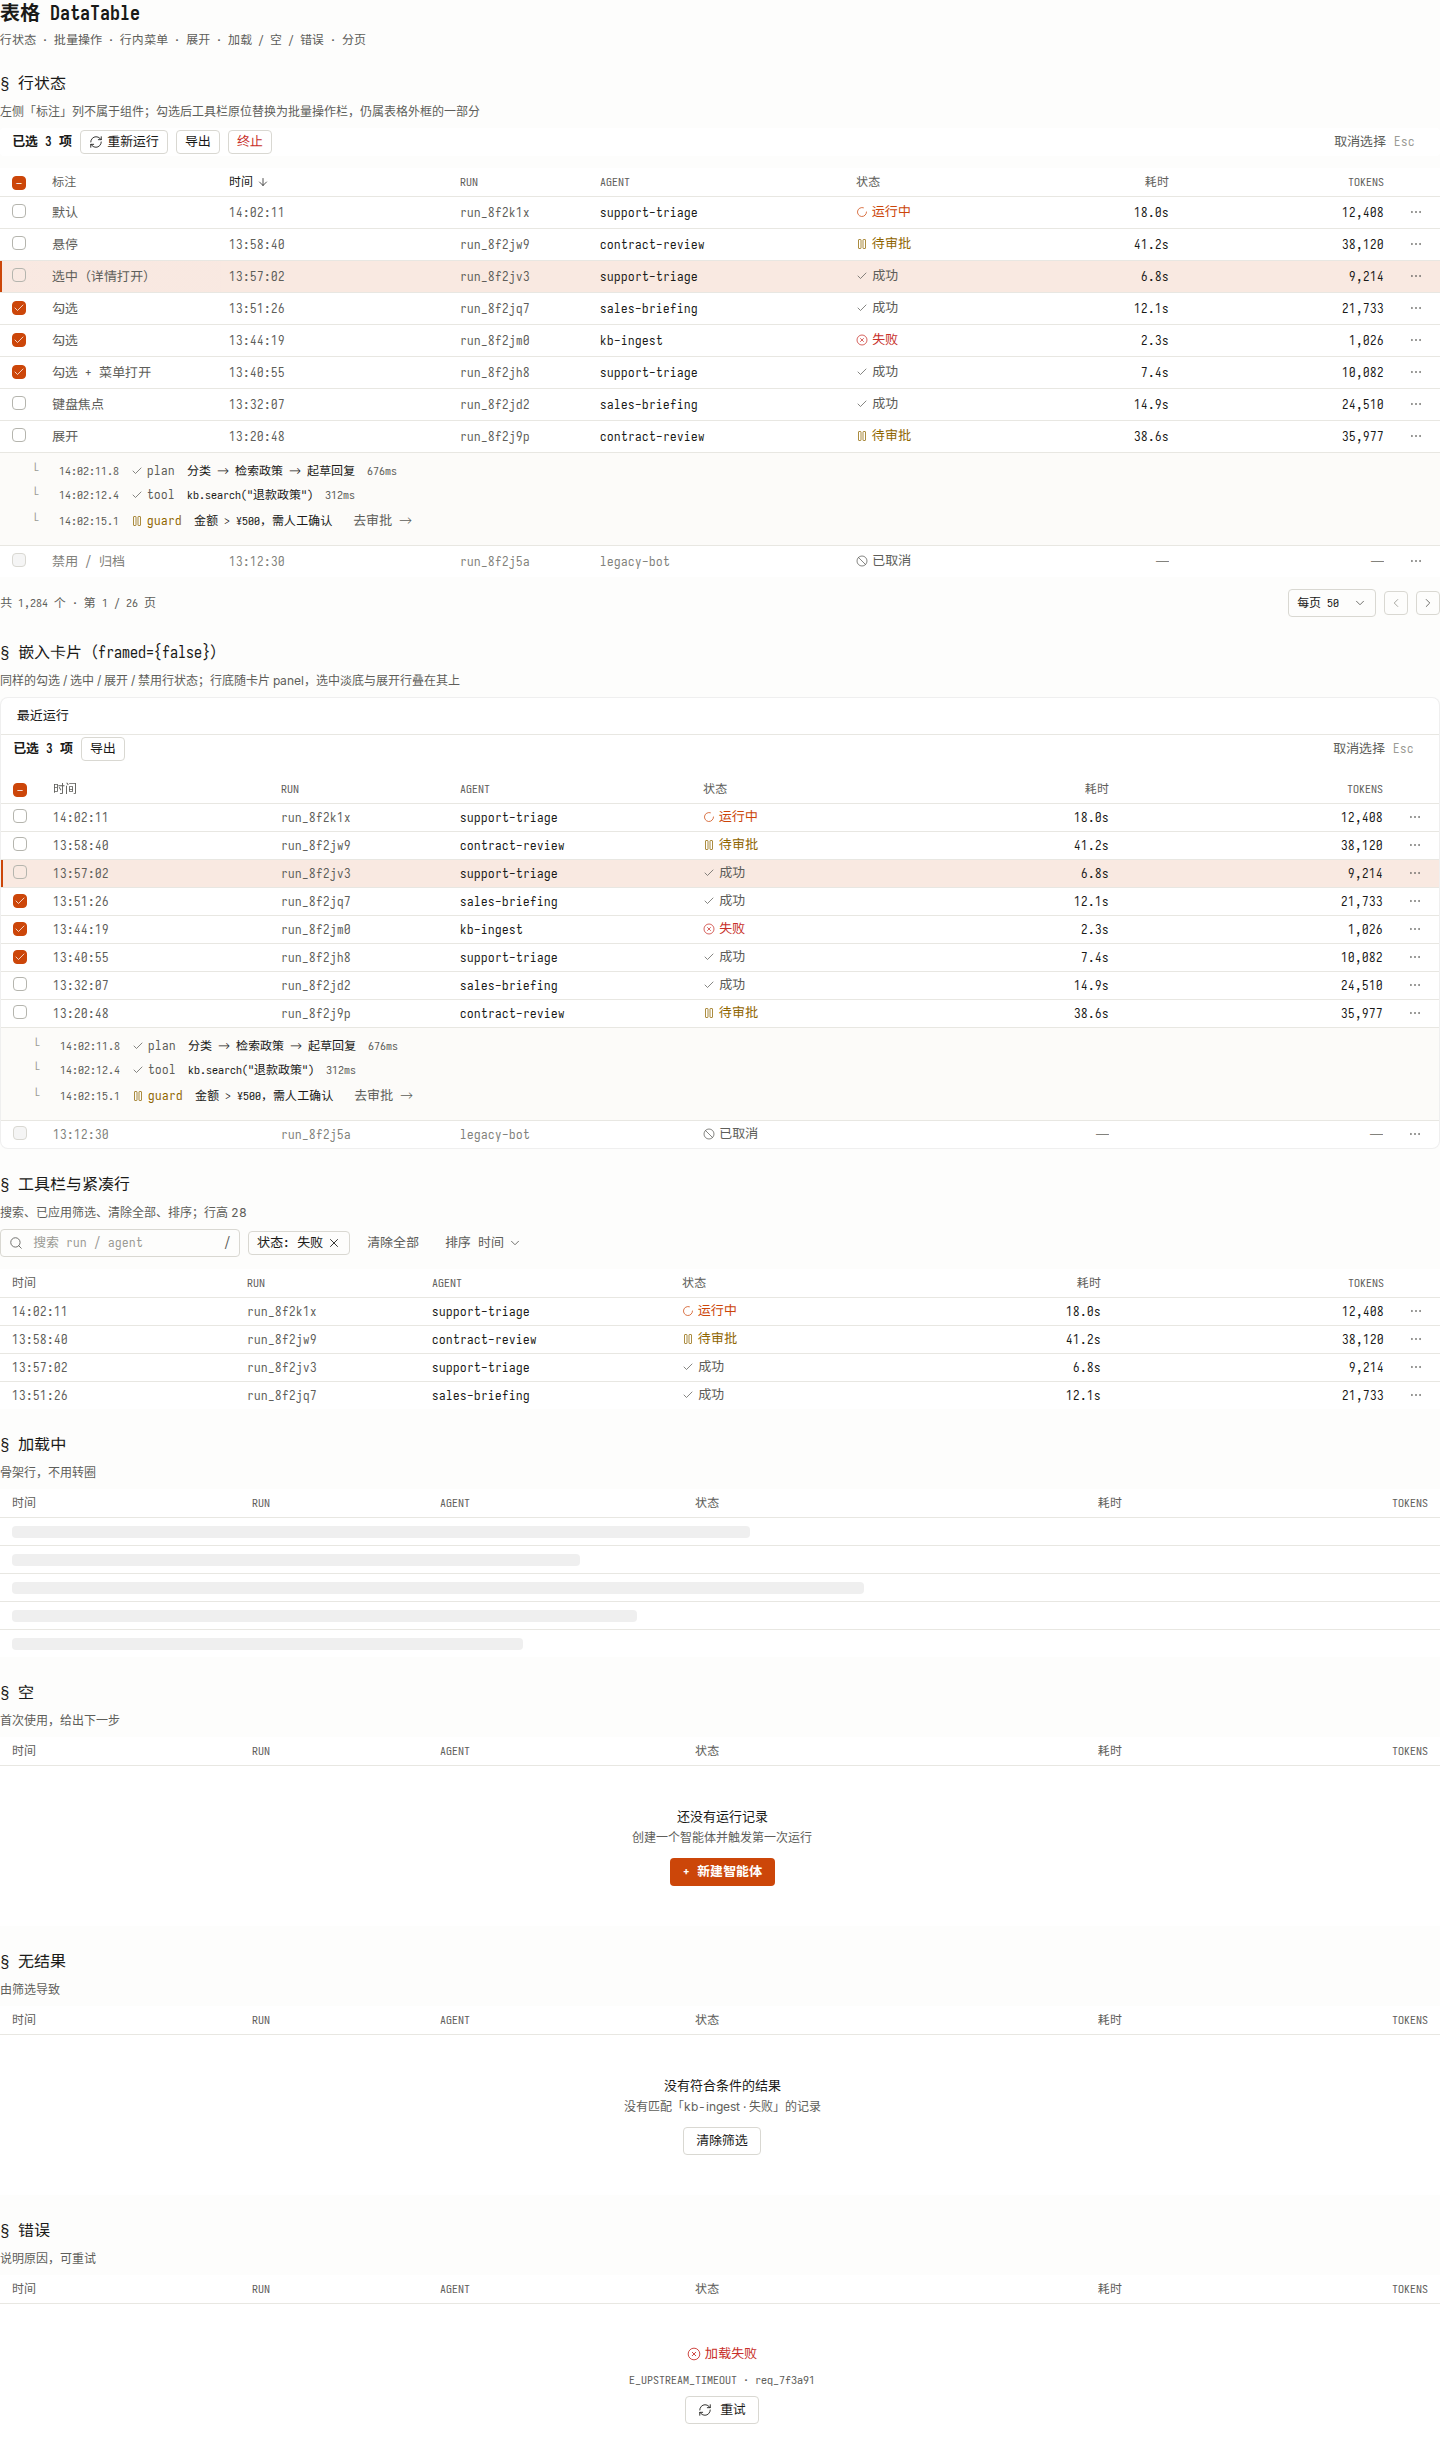 表格 DataTable
行状态 · 批量操作 · 行内菜单 · 展开 · 加载 / 空 / 错误 · 分页
§ 行状态
左侧「标注」列不属于组件；勾选后工具栏原位替换为批量操作栏，仍属表格外框的一部分
已选 3 项 重新运行 导出 终止 取消选择 Esc
标注 时间 ↓ RUN AGENT 状态 耗时 TOKENS
默认 14:02:11 run_8f2k1x support-triage 运行中 18.0s 12,408 ···
悬停 13:58:40 run_8f2jw9 contract-review 待审批 41.2s 38,120 ···
选中（详情打开） 13:57:02 run_8f2jv3 support-triage 成功 6.8s 9,214 ···
勾选 13:51:26 run_8f2jq7 sales-briefing 成功 12.1s 21,733 ···
勾选 13:44:19 run_8f2jm0 kb-ingest 失败 2.3s 1,026 ···
勾选 + 菜单打开 13:40:55 run_8f2jh8 support-triage 成功 7.4s 10,082 ···
键盘焦点 13:32:07 run_8f2jd2 sales-briefing 成功 14.9s 24,510 ···
展开 13:20:48 run_8f2j9p contract-review 待审批 38.6s 35,977 ···
└ 14:02:11.8 plan 分类 → 检索政策 → 起草回复 676ms
└ 14:02:12.4 tool kb.search("退款政策") 312ms
└ 14:02:15.1 guard 金额 > ¥500，需人工确认 去审批 →
禁用 / 归档 13:12:30 run_8f2j5a legacy-bot 已取消 — — ···
共 1,284 个 · 第 1 / 26 页 每页 50
§ 嵌入卡片（framed={false}）
同样的勾选 / 选中 / 展开 / 禁用行状态；行底随卡片 panel，选中淡底与展开行叠在其上
最近运行
已选 3 项 导出 取消选择 Esc
时间 RUN AGENT 状态 耗时 TOKENS
14:02:11 run_8f2k1x support-triage 运行中 18.0s 12,408 ···
13:58:40 run_8f2jw9 contract-review 待审批 41.2s 38,120 ···
13:57:02 run_8f2jv3 support-triage 成功 6.8s 9,214 ···
13:51:26 run_8f2jq7 sales-briefing 成功 12.1s 21,733 ···
13:44:19 run_8f2jm0 kb-ingest 失败 2.3s 1,026 ···
13:40:55 run_8f2jh8 support-triage 成功 7.4s 10,082 ···
13:32:07 run_8f2jd2 sales-briefing 成功 14.9s 24,510 ···
13:20:48 run_8f2j9p contract-review 待审批 38.6s 35,977 ···
└ 14:02:11.8 plan 分类 → 检索政策 → 起草回复 676ms
└ 14:02:12.4 tool kb.search("退款政策") 312ms
└ 14:02:15.1 guard 金额 > ¥500，需人工确认 去审批 →
13:12:30 run_8f2j5a legacy-bot 已取消 — — ···
§ 工具栏与紧凑行
搜索、已应用筛选、清除全部、排序；行高 28
搜索 run / agent / 状态: 失败 清除全部 排序 时间
时间 RUN AGENT 状态 耗时 TOKENS
14:02:11 run_8f2k1x support-triage 运行中 18.0s 12,408 ···
13:58:40 run_8f2jw9 contract-review 待审批 41.2s 38,120 ···
13:57:02 run_8f2jv3 support-triage 成功 6.8s 9,214 ···
13:51:26 run_8f2jq7 sales-briefing 成功 12.1s 21,733 ···
§ 加载中
骨架行，不用转圈
时间 RUN AGENT 状态 耗时 TOKENS
§ 空
首次使用，给出下一步
时间 RUN AGENT 状态 耗时 TOKENS
还没有运行记录
创建一个智能体并触发第一次运行
+ 新建智能体
§ 无结果
由筛选导致
时间 RUN AGENT 状态 耗时 TOKENS
没有符合条件的结果
没有匹配「kb-ingest · 失败」的记录
清除筛选
§ 错误
说明原因，可重试
时间 RUN AGENT 状态 耗时 TOKENS
加载失败
E_UPSTREAM_TIMEOUT · req_7f3a91
重试